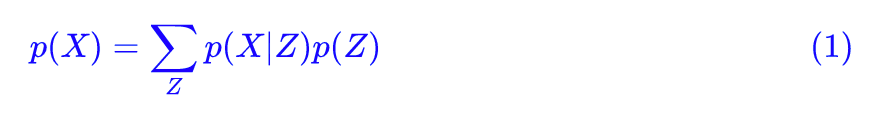 p(X) = ∑_Z p(X|Z)p(Z) (1)